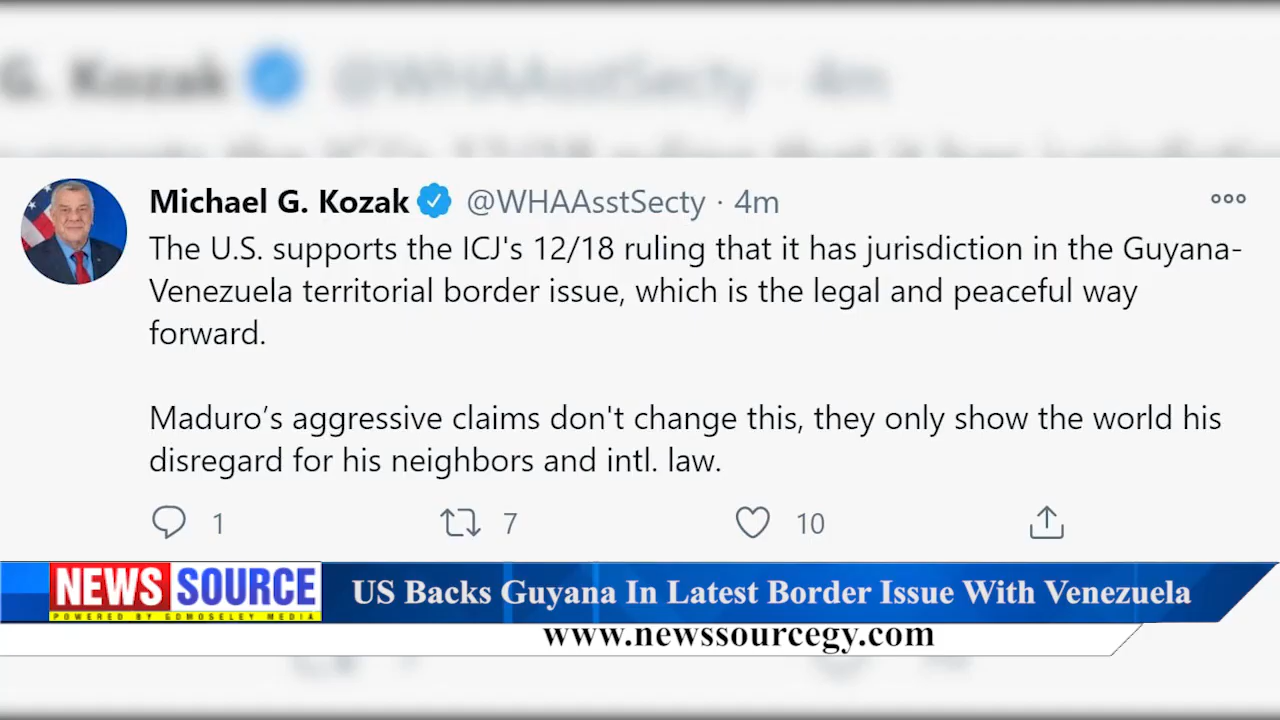 G. Kozak @WHAAsstSecty · 4m
Michael G. Kozak @WHAAsstSecty · 4m
The U.S. supports the ICJ's 12/18 ruling that it has jurisdiction in the Guyana-
Venezuela territorial border issue, which is the legal and peaceful way
forward.
Maduro’s aggressive claims don't change this, they only show the world his
disregard for his neighbors and intl. law.
1 7 10
NEWS SOURCE
POWERED BY GDMOSELEY MEDIA
US Backs Guyana In Latest Border Issue With Venezuela
www.newssourcegy.com